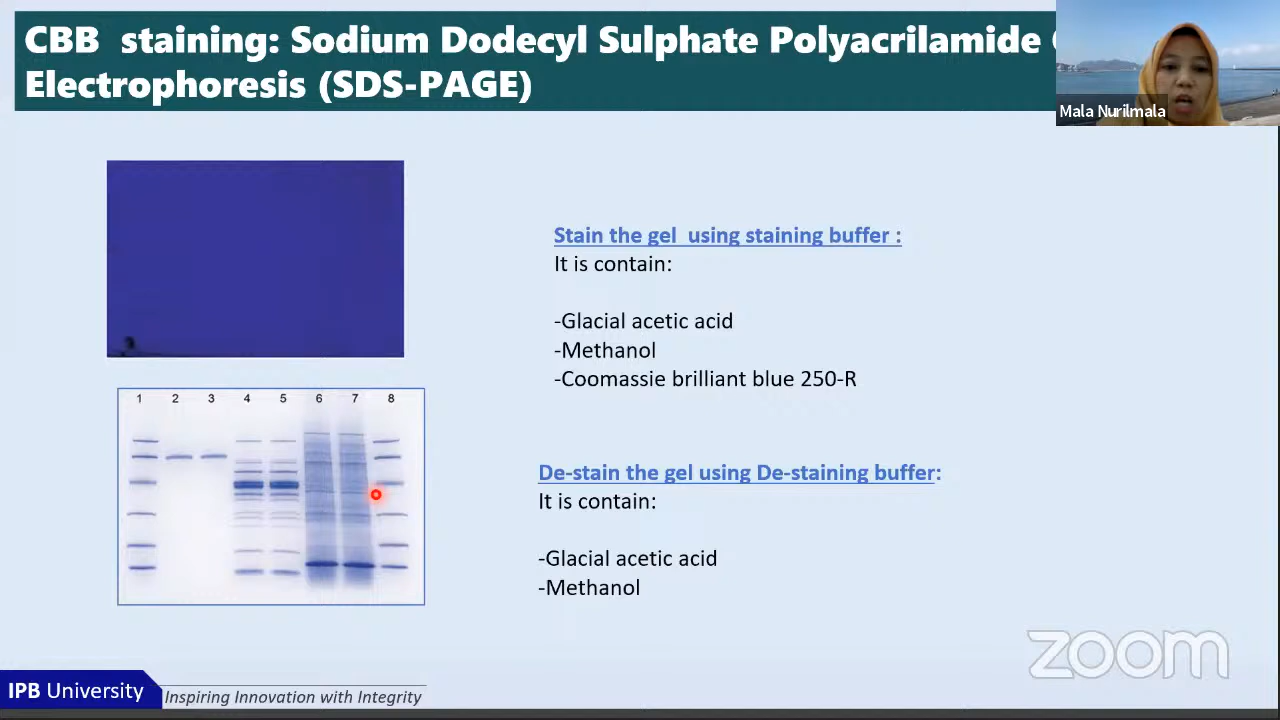 CBB staining: Sodium Dodecyl Sulphate Polyacrilamide
Electrophoresis (SDS-PAGE)
Mala Nurilmala
Stain the gel using staining buffer :
It is contain:
-Glacial acetic acid
-Methanol
-Coomassie brilliant blue 250-R
1 2 3 4 5 6 7 8
De-stain the gel using De-staining buffer:
It is contain:
-Glacial acetic acid
-Methanol
zoom
IPB University
Inspiring Innovation with Integrity